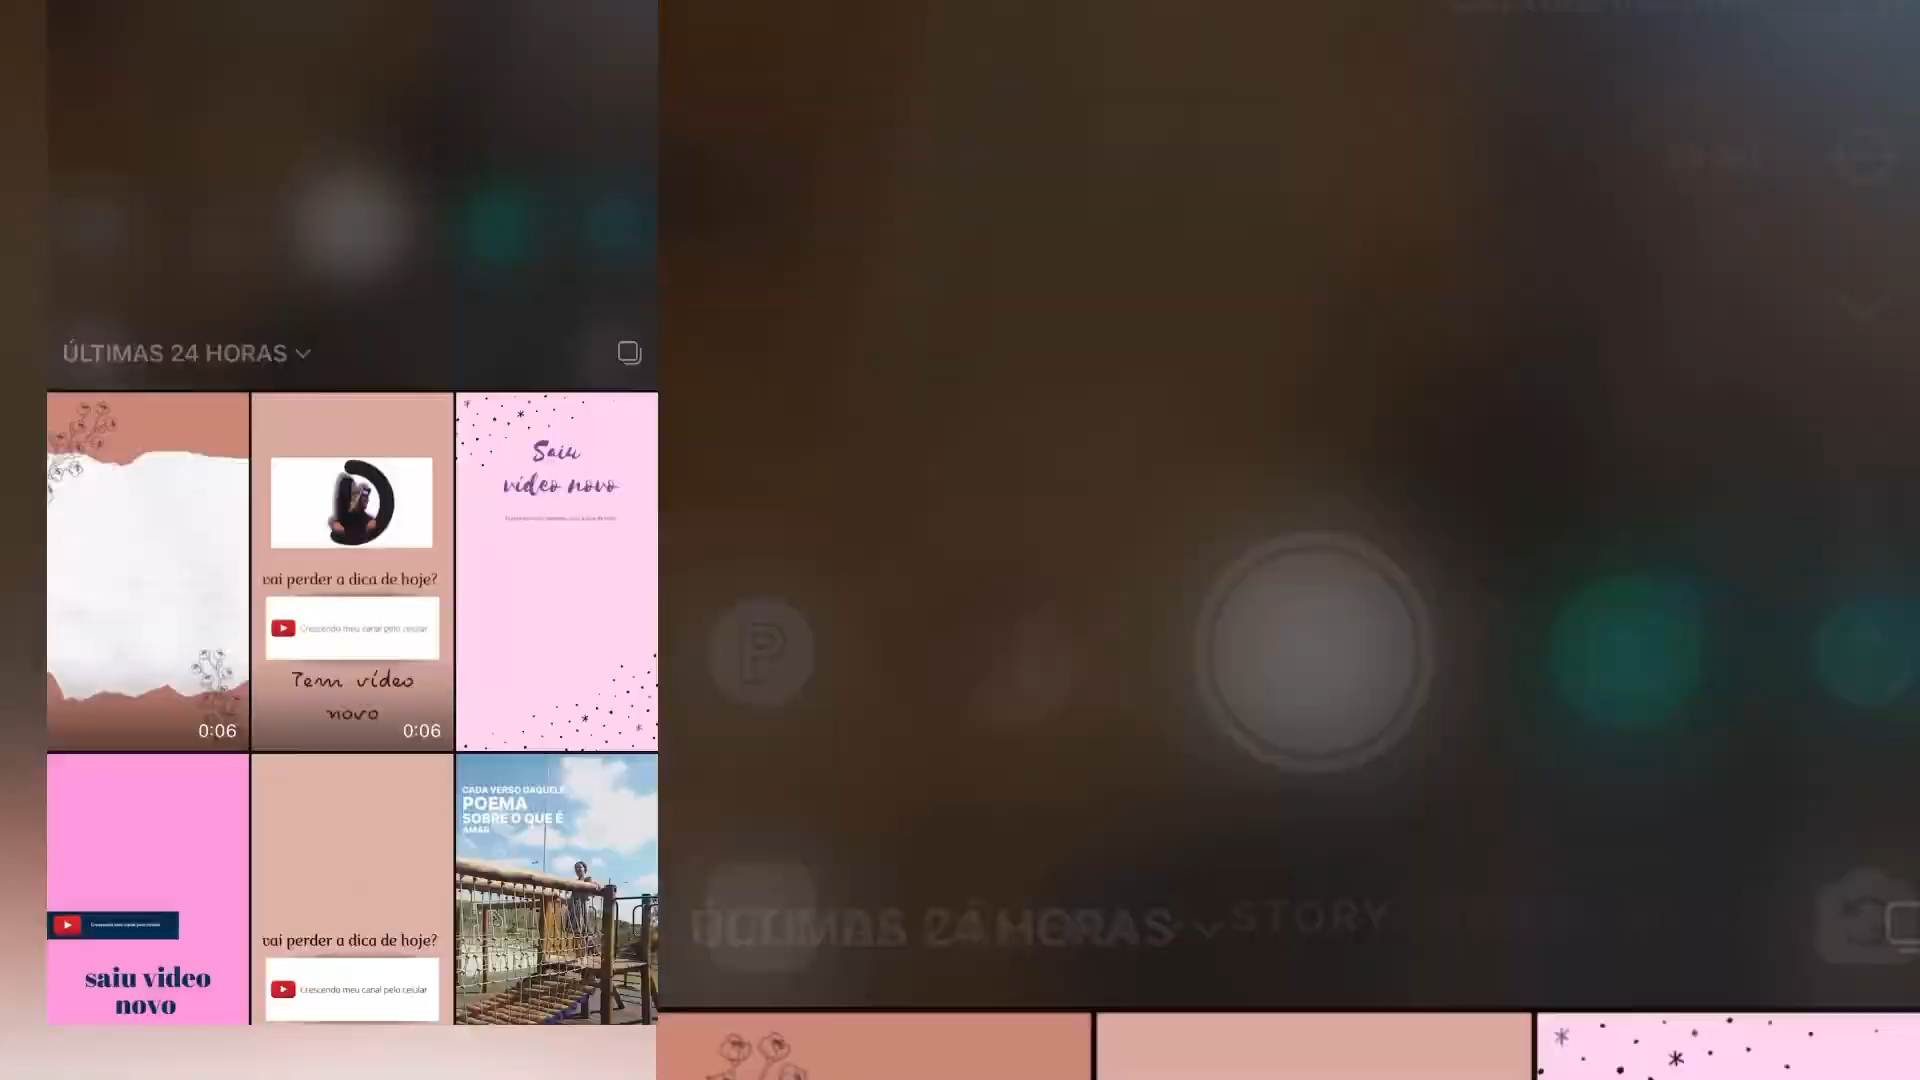 ÚLTIMAS 24 HORAS
vai perder a dica de hoje?
Crescendo meu canal pelo celular
Tem vídeo
novo
0:06
0:06
Saiu
vídeo novo
saiu video
novo
vai perder a dica de hoje?
Crescendo meu canal pelo celular
CADA VERSO DAQUELE
POEMA
SOBRE O QUE É
AMAR
P
ÚLTIMAS 24 HORAS
STORY